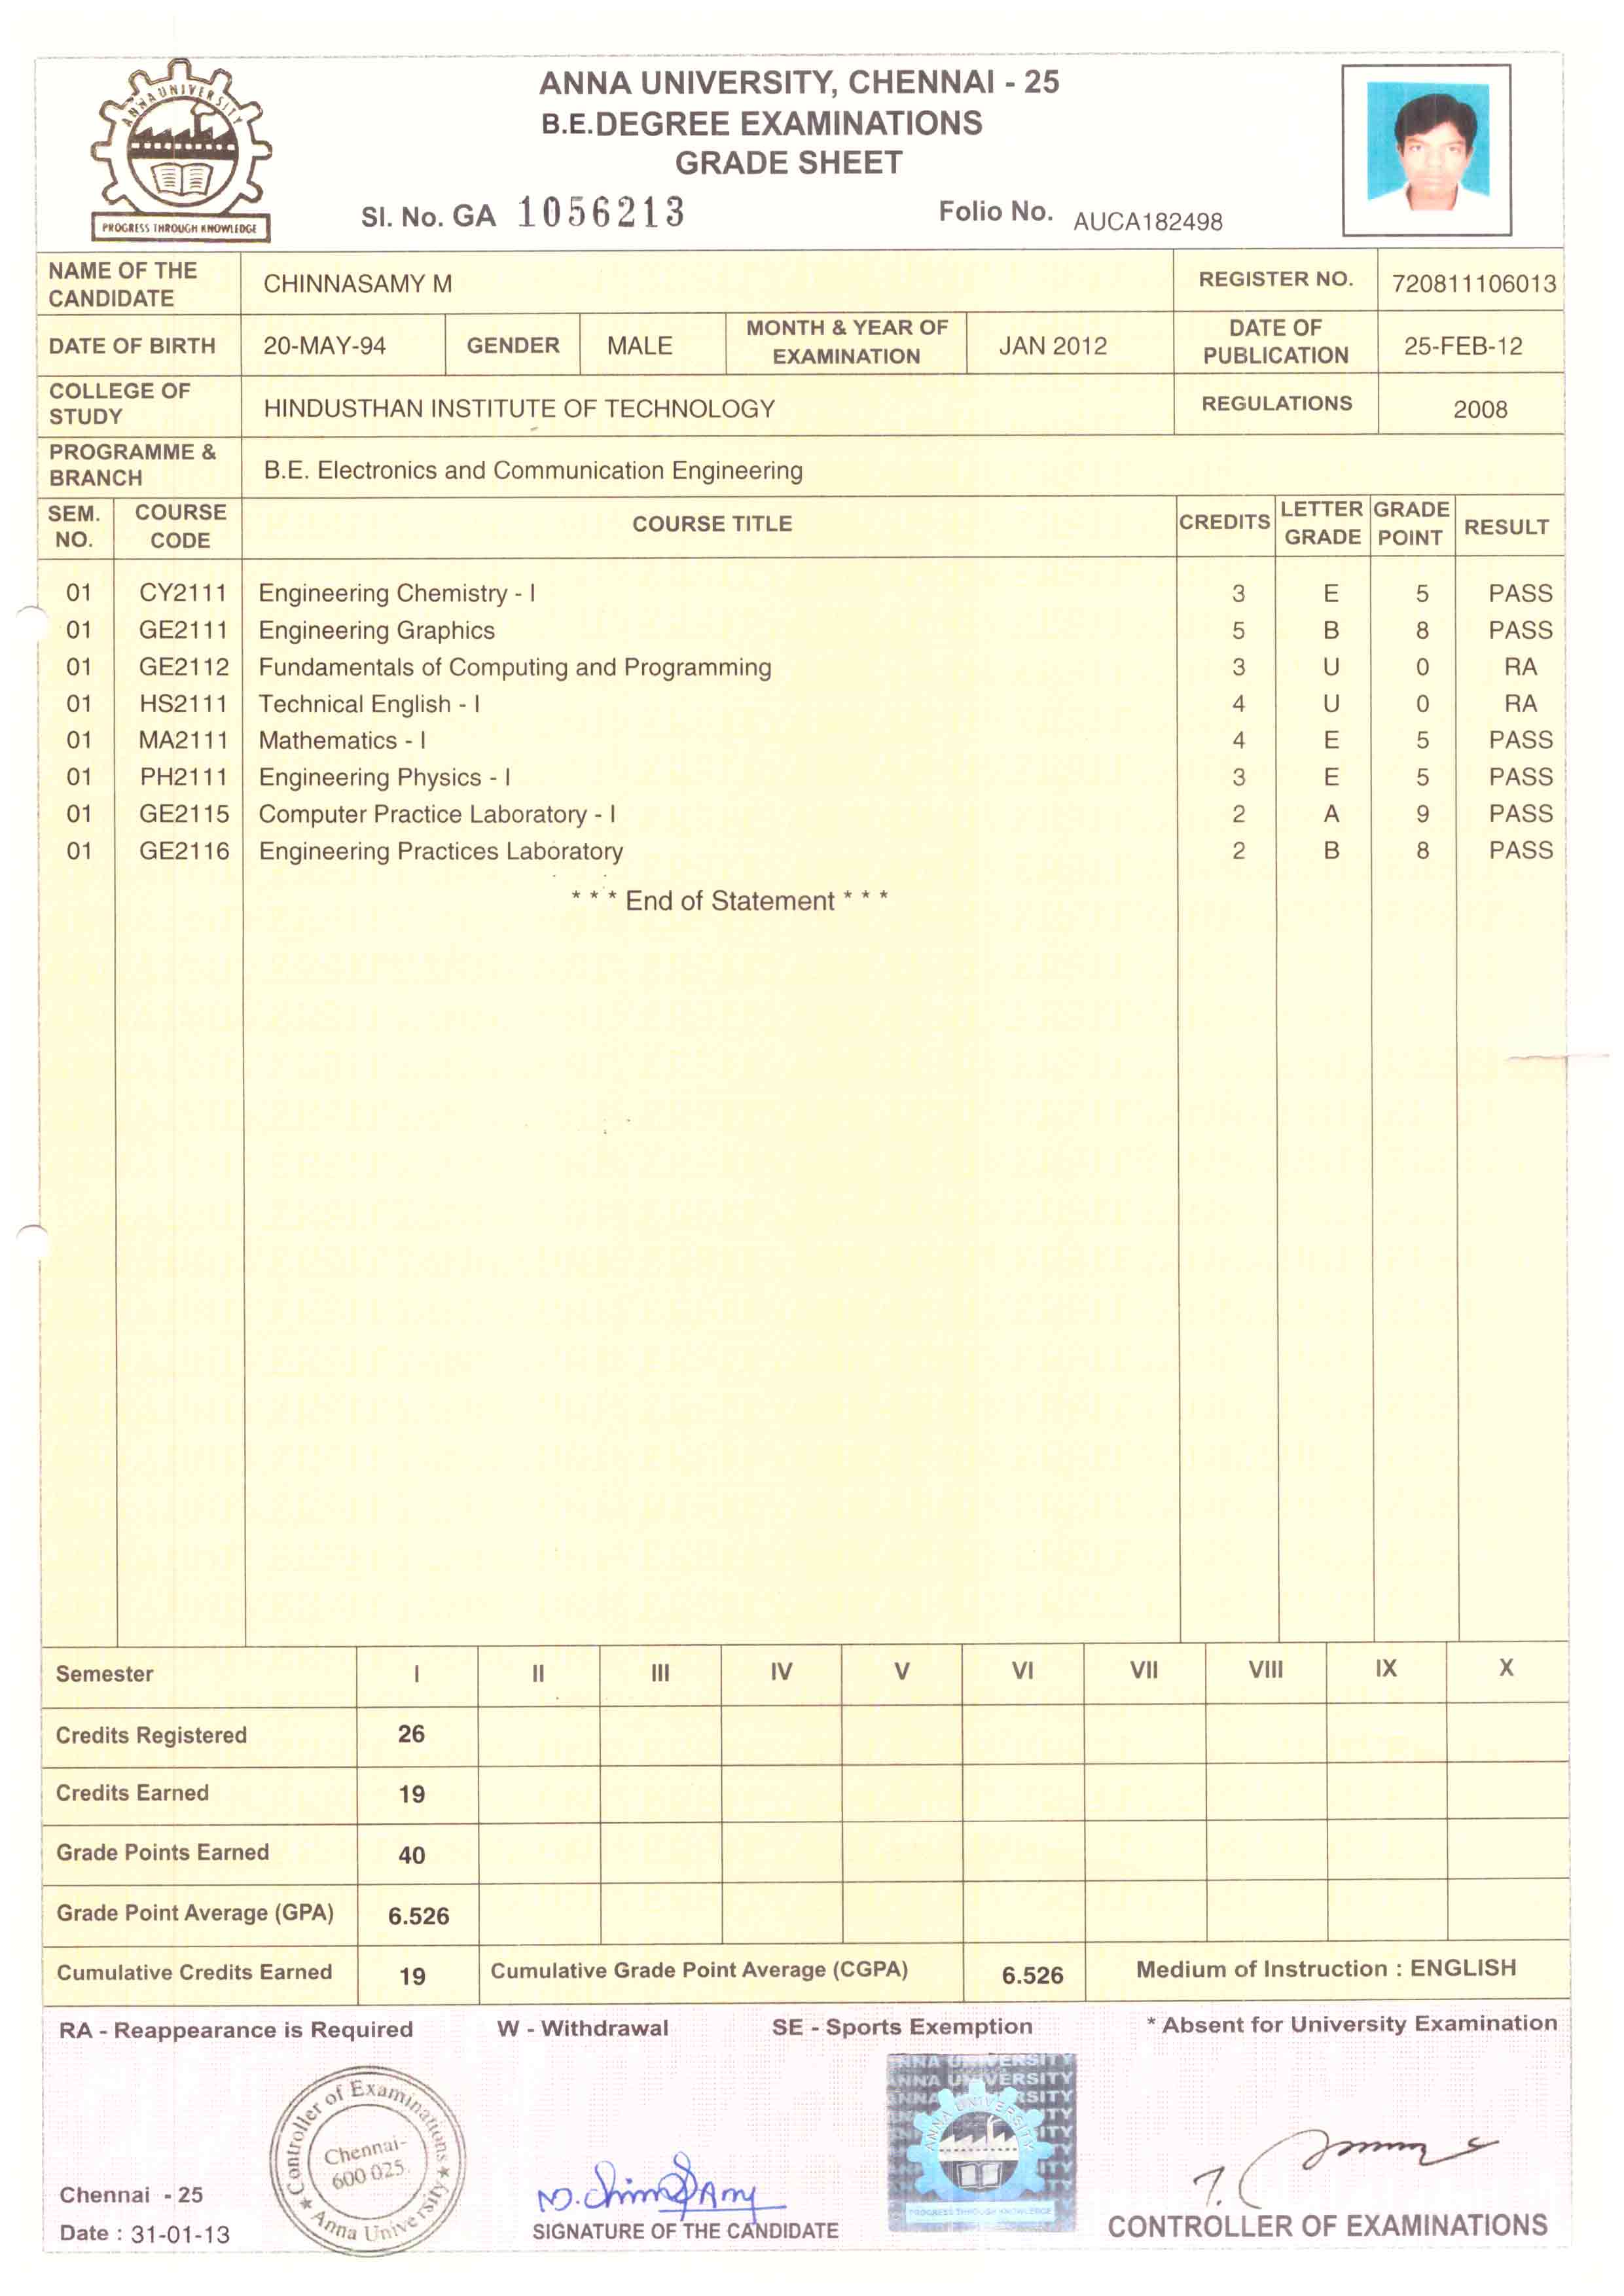 ANNA UNIVERSITY
PROGRESS THROUGH KNOWLEDGE
ANNA UNIVERSITY, CHENNAI - 25
B.E.DEGREE EXAMINATIONS
GRADE SHEET
SI. No. GA 1056213 Folio No. AUCA182498
NAME OF THE CANDIDATE CHINNASAMY M REGISTER NO. 720811106013
DATE OF BIRTH 20-MAY-94 GENDER MALE MONTH & YEAR OF EXAMINATION JAN 2012 DATE OF PUBLICATION 25-FEB-12
COLLEGE OF STUDY HINDUSTHAN INSTITUTE OF TECHNOLOGY REGULATIONS 2008
PROGRAMME & BRANCH B.E. Electronics and Communication Engineering
SEM. NO. COURSE CODE COURSE TITLE CREDITS LETTER GRADE GRADE POINT RESULT
01 CY2111 Engineering Chemistry - I 3 E 5 PASS
01 GE2111 Engineering Graphics 5 B 8 PASS
01 GE2112 Fundamentals of Computing and Programming 3 U 0 RA
01 HS2111 Technical English - I 4 U 0 RA
01 MA2111 Mathematics - I 4 E 5 PASS
01 PH2111 Engineering Physics - I 3 E 5 PASS
01 GE2115 Computer Practice Laboratory - I 2 A 9 PASS
01 GE2116 Engineering Practices Laboratory 2 B 8 PASS
* * * End of Statement * * *
Semester I II III IV V VI VII VIII IX X
Credits Registered 26
Credits Earned 19
Grade Points Earned 40
Grade Point Average (GPA) 6.526
Cumulative Credits Earned 19 Cumulative Grade Point Average (CGPA) 6.526 Medium of Instruction : ENGLISH
RA - Reappearance is Required W - Withdrawal SE - Sports Exemption * Absent for University Examination
Controller of Examinations
Chennai-
600 025.
Anna University
ANNA UNIVERSITY
PROGRESS THROUGH KNOWLEDGE
Chennai - 25
Date : 31-01-13
SIGNATURE OF THE CANDIDATE
CONTROLLER OF EXAMINATIONS